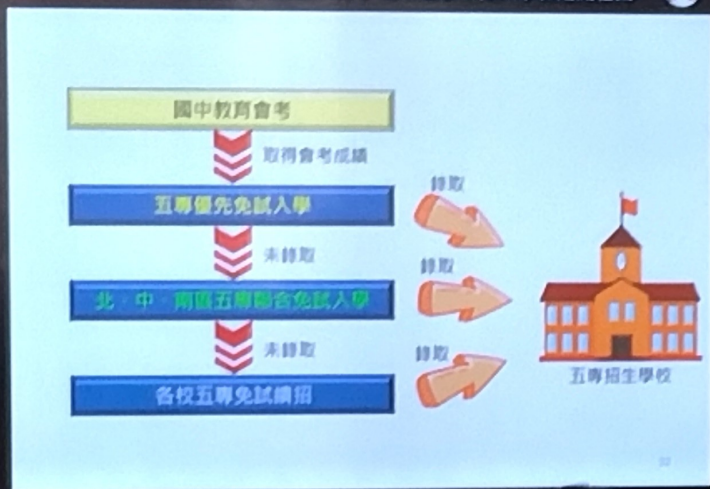 國中教育會考
取得會考成績
五專優先免試入學
錄取
未錄取
北、中、南區五專聯合免試入學
錄取
未錄取
各校五專免試續招
錄取
五專招生學校